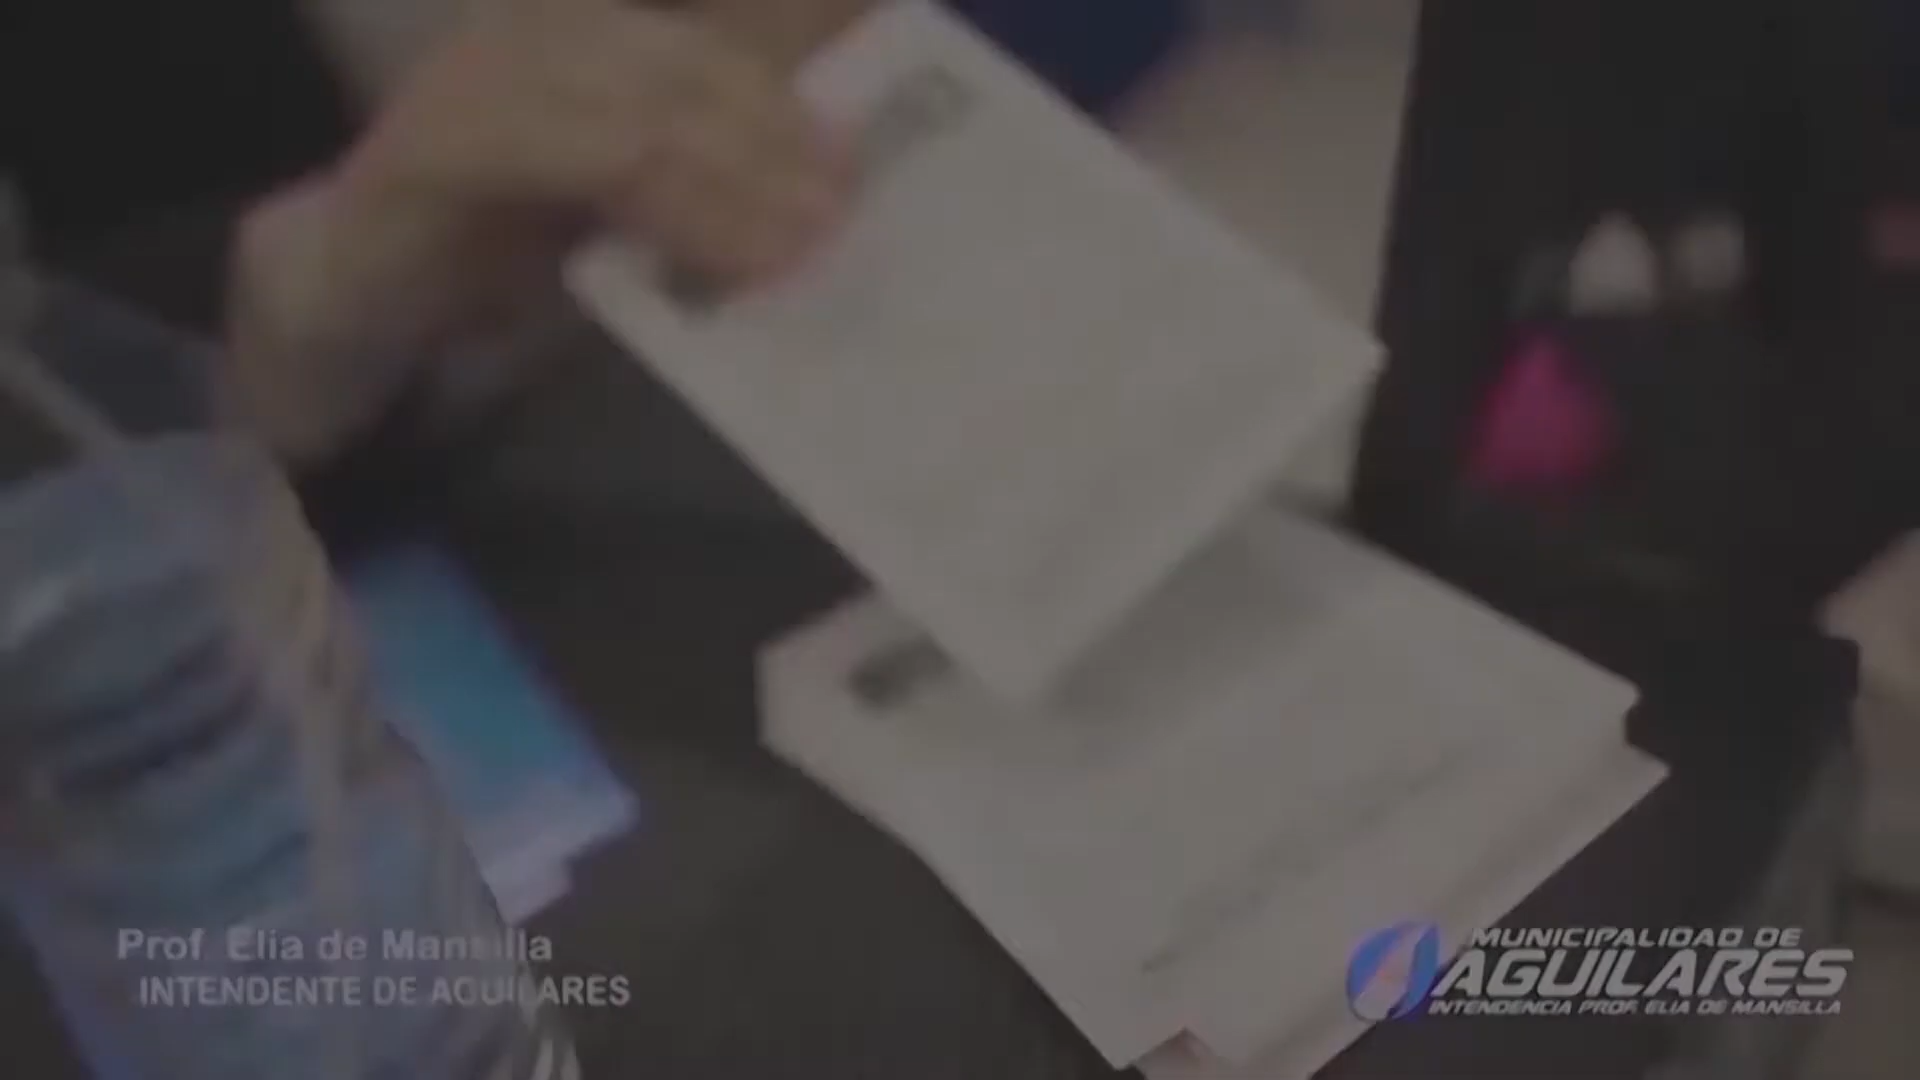 Prof Elia de Mansilla
INTENDENTE DE AGUILARES
MUNICIPALIDAD DE
AGUILARES
INTENDENCIA PROF. ELIA DE MANSILLA